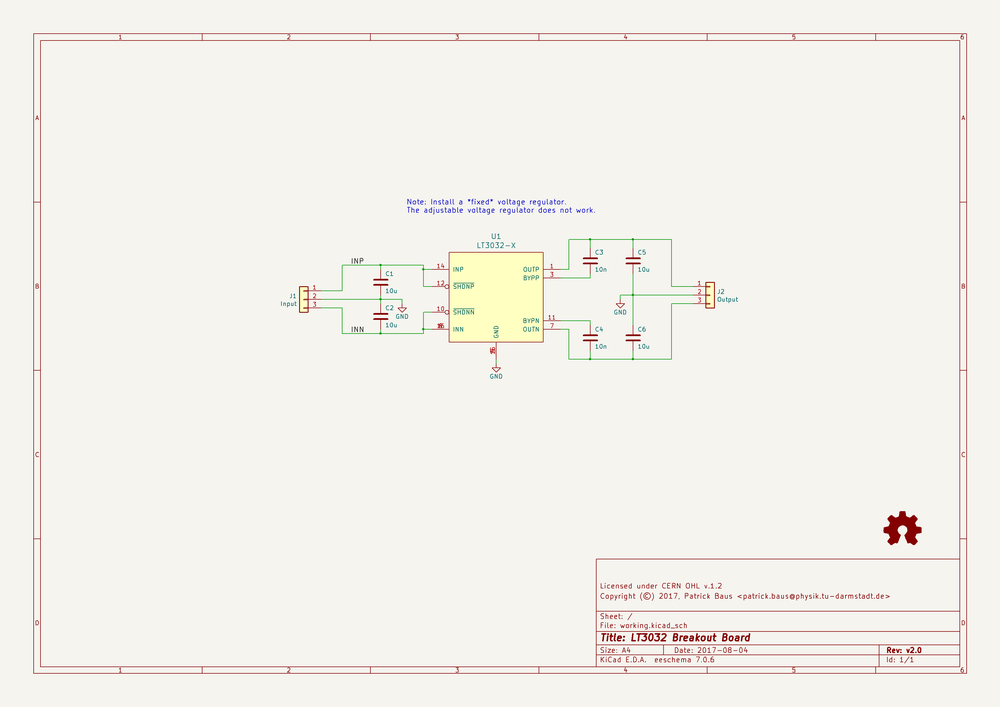 1 2 3 4 5 6
A A
Note: Install a *fixed* voltage regulator.
The adjustable voltage regulator does not work.
U1
LT3032-X
INP
14 INP
12 SHDNP
10 SHDNN
INN
GND
OUTP 1
BYPP 3
BYPN 11
OUTN 7
GND
J1
Input
1
2
3
C1
10u
C2
10u
GND
INN
C3
10n
C5
10u
C4
10n
C6
10u
GND
1
2
3
J2
Output
B B
C C
D D
Licensed under CERN OHL v.1.2
Copyright (©) 2017, Patrick Baus <patrick.baus@physik.tu-darmstadt.de>
Sheet: /
File: working.kicad_sch
Title: LT3032 Breakout Board
Size: A4 Date: 2017-08-04 Rev: v2.0
KiCad E.D.A. eeschema 7.0.6 Id: 1/1
1 2 3 4 5 6